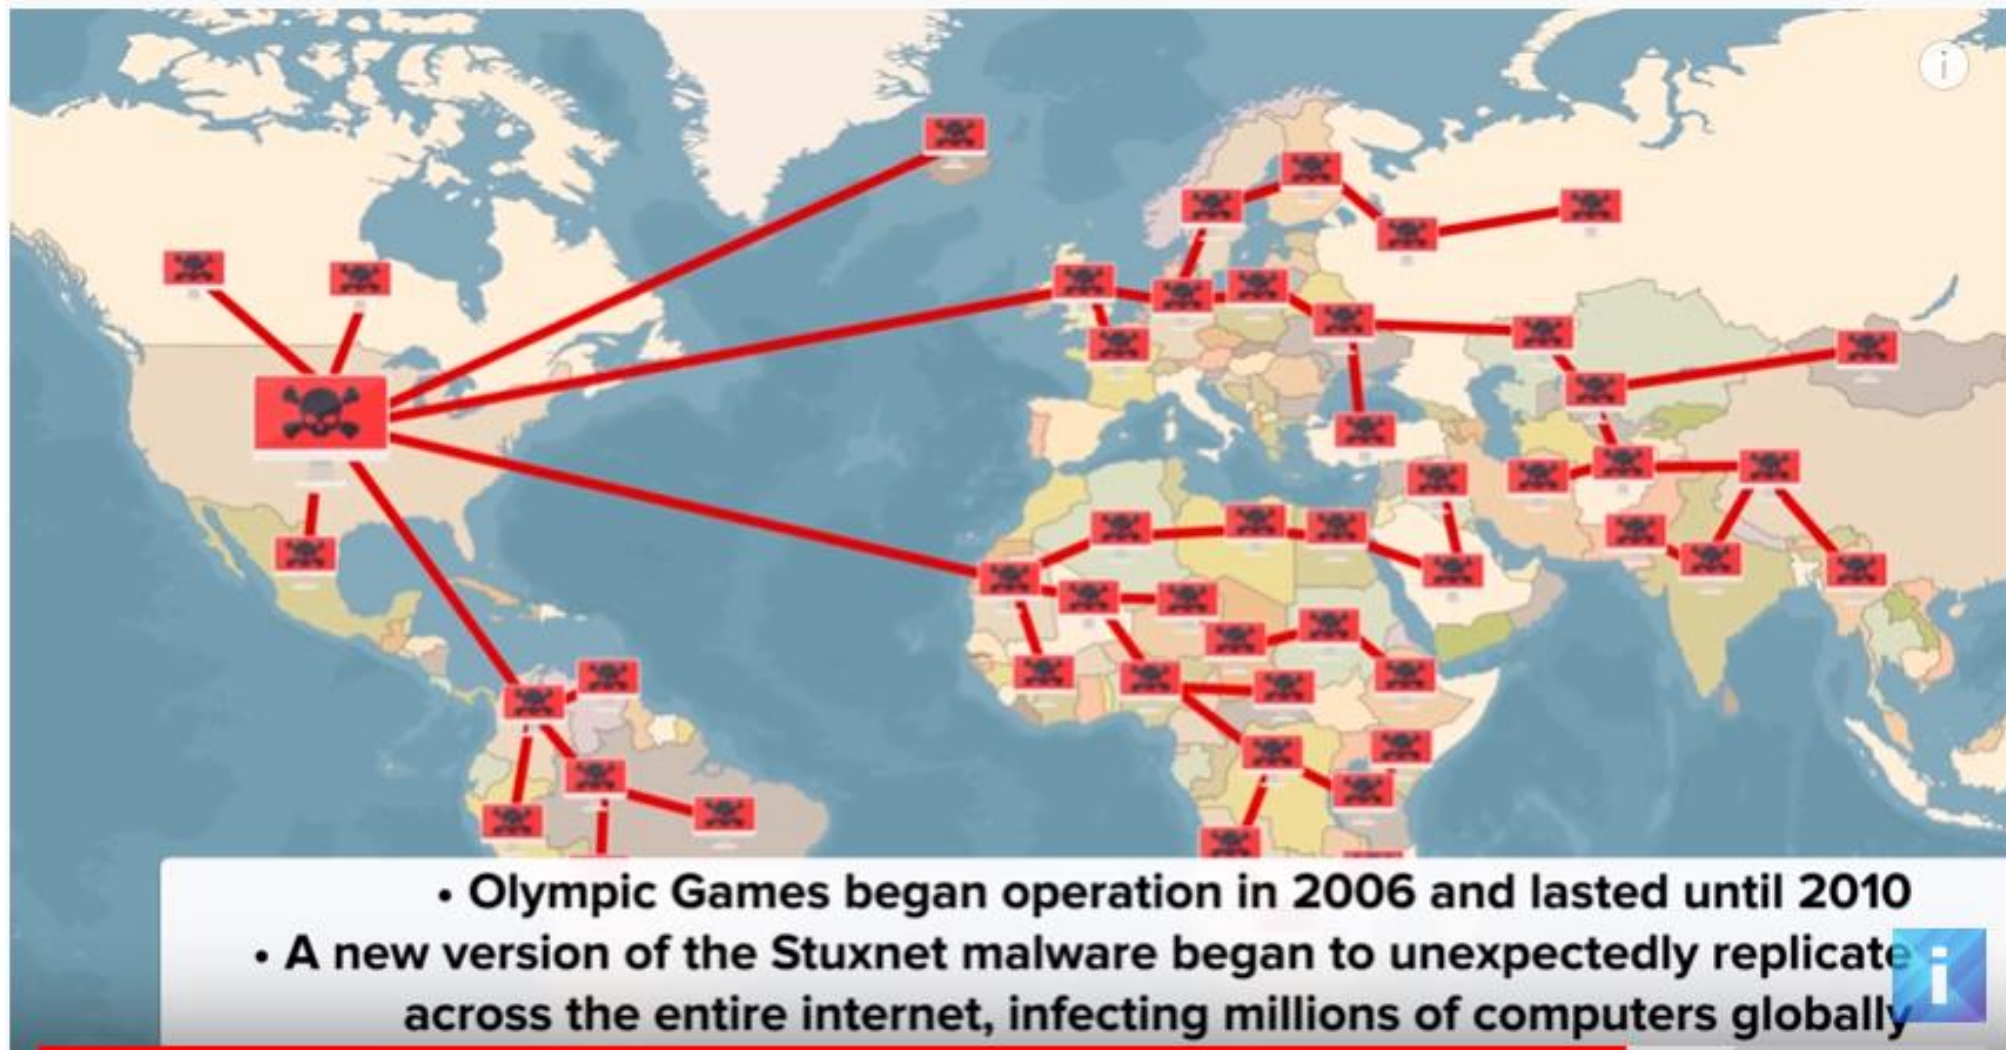 • Olympic Games began operation in 2006 and lasted until 2010
• A new version of the Stuxnet malware began to unexpectedly replicate
across the entire internet, infecting millions of computers globally
i
i